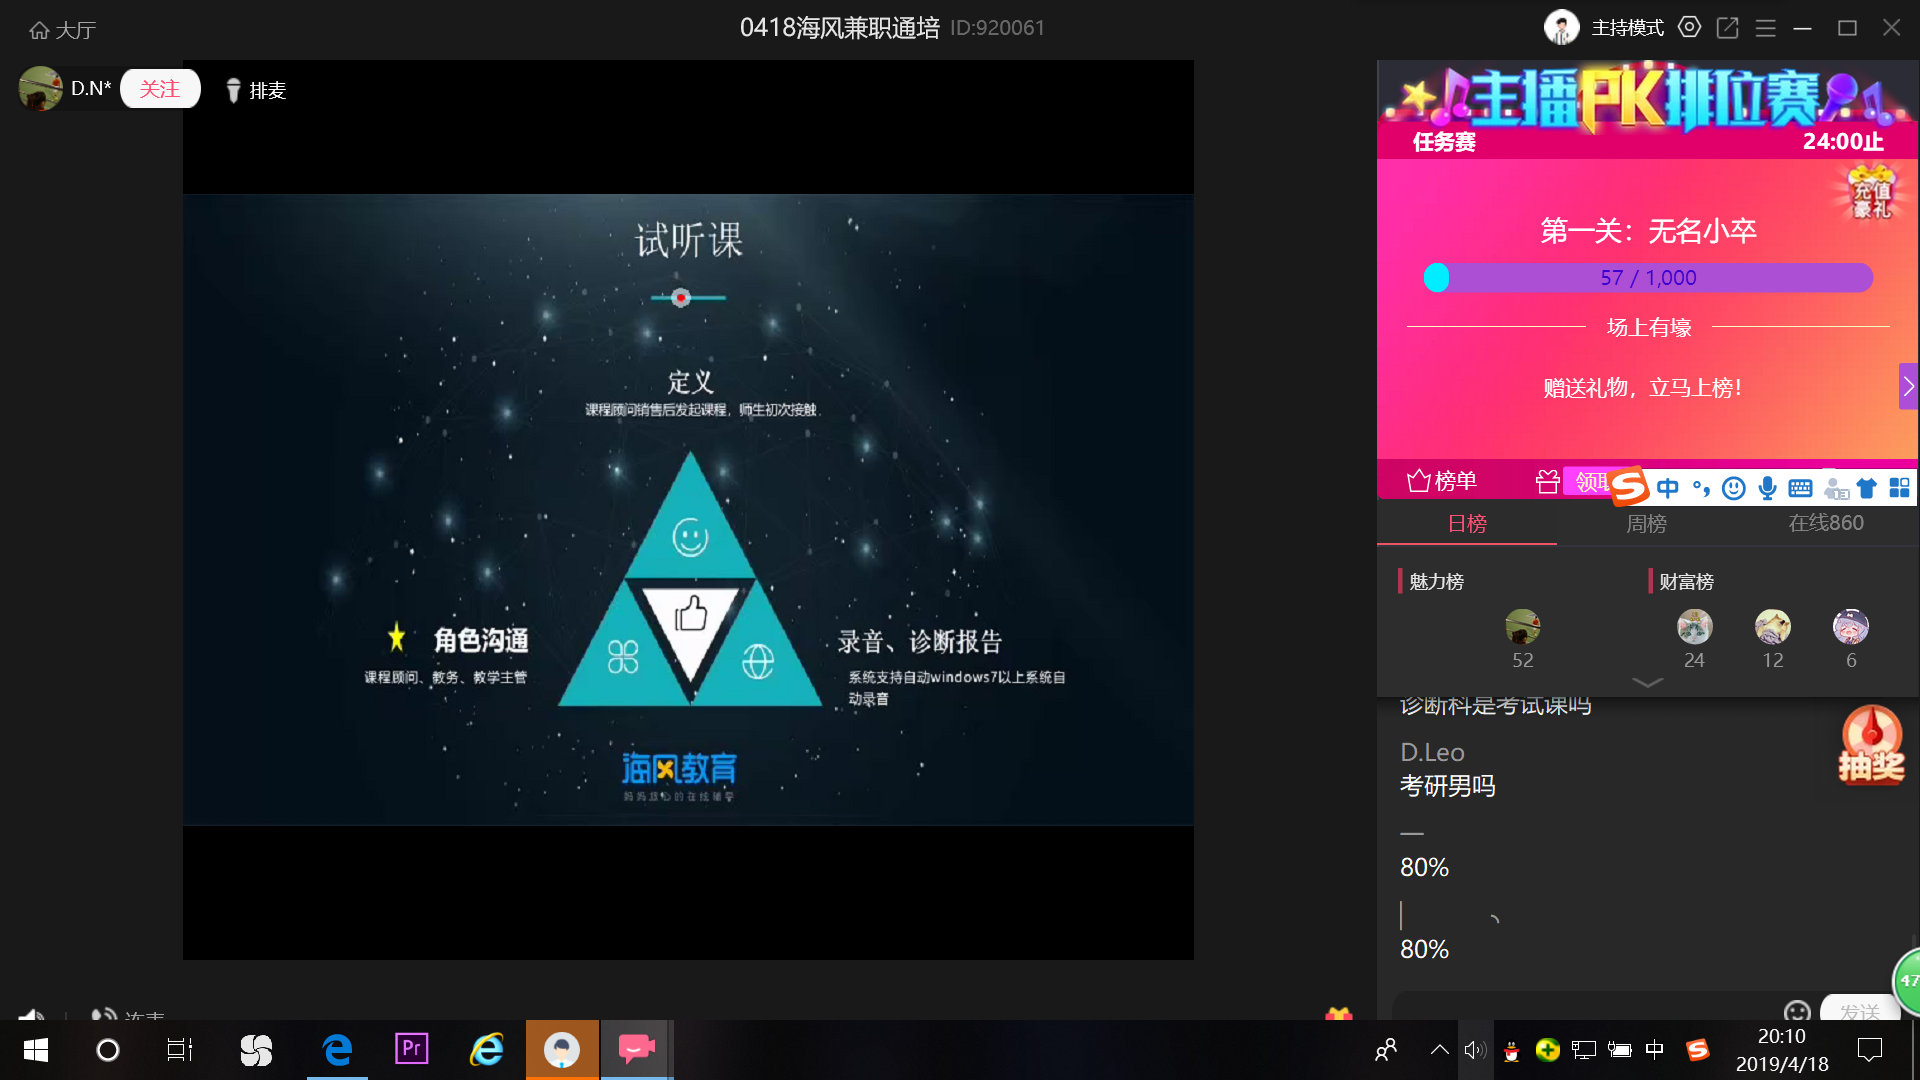 大厅
0418海风兼职通培 ID:920061
主持模式
D.N*
关注
排麦
试听课
定义
课程顾问销售后发起课程，师生初次接触.
角色沟通
课程顾问、教务、教学主管
录音、诊断报告
系统支持自动windows7以上系统自
动录音
海风教育
主播PK排位赛
任务赛
24:00止
充值
豪礼
第一关：无名小卒
57 / 1,000
场上有壕
赠送礼物，立马上榜！
榜单
领取
中
日榜
周榜
在线860
魅力榜
财富榜
52
24
12
6
诊断科是考试课吗
D.Leo
考研男吗
抽奖
一
80%
80%
47
发送
连麦
Pr
中
20:10
2019/4/18